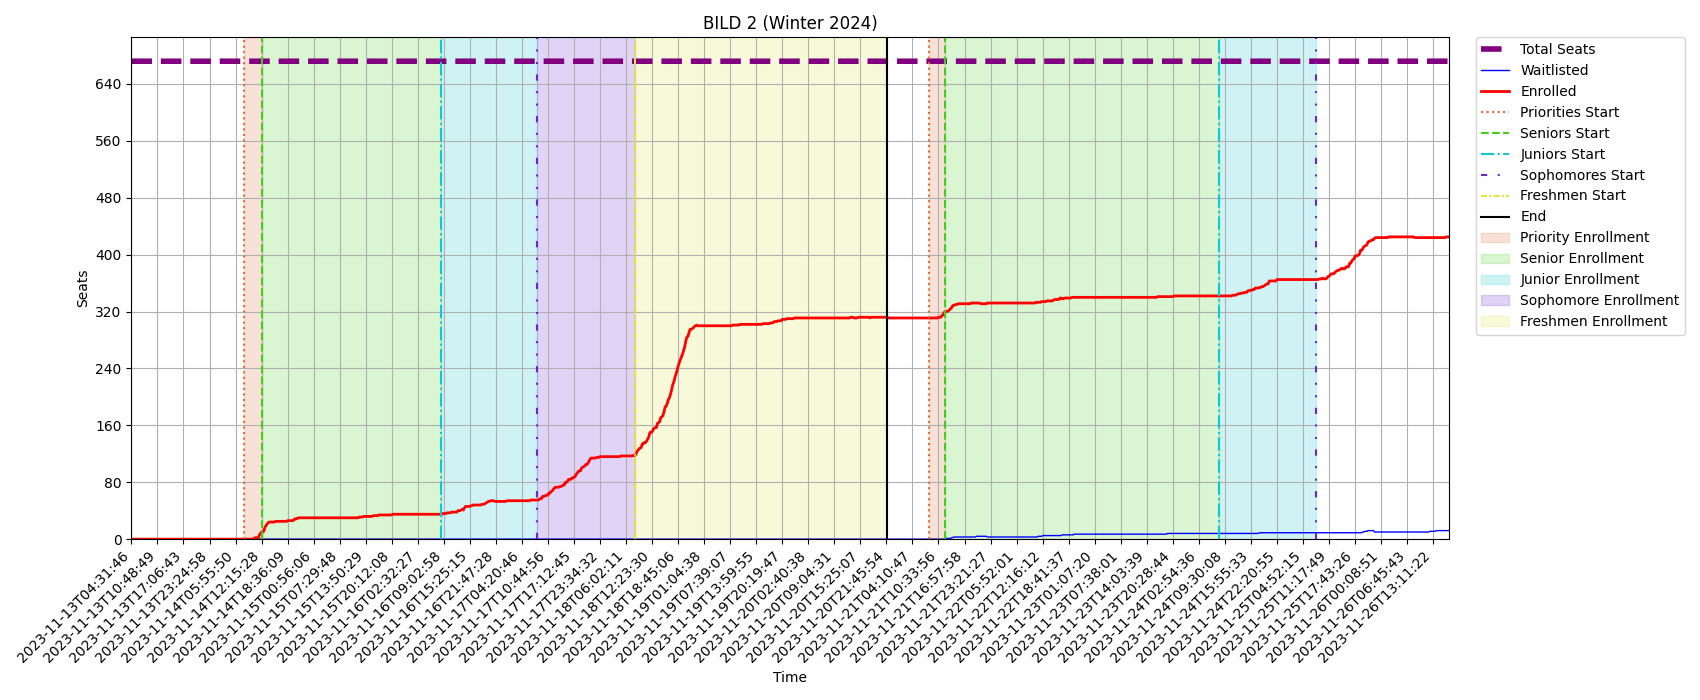 BILD 2 (Winter 2024)
Total Seats
Waitlisted
Enrolled
Priorities Start
Seniors Start
Juniors Start
Sophomores Start
Freshmen Start
End
Priority Enrollment
Senior Enrollment
Junior Enrollment
Sophomore Enrollment
Freshmen Enrollment
Seats
640
560
480
400
320
240
160
80
0
2023-11-13T04:31:46
2023-11-13T10:48:49
2023-11-13T17:06:43
2023-11-13T23:24:58
2023-11-14T05:55:50
2023-11-14T12:15:28
2023-11-14T18:36:09
2023-11-15T00:56:06
2023-11-15T07:29:48
2023-11-15T13:50:29
2023-11-15T20:12:08
2023-11-16T02:32:27
2023-11-16T09:02:58
2023-11-16T15:25:15
2023-11-16T21:47:28
2023-11-17T04:20:46
2023-11-17T10:44:56
2023-11-17T17:12:45
2023-11-17T23:34:32
2023-11-18T06:02:11
2023-11-18T12:23:30
2023-11-18T18:45:06
2023-11-19T01:04:38
2023-11-19T07:39:07
2023-11-19T13:59:55
2023-11-19T20:19:47
2023-11-20T02:40:38
2023-11-20T09:04:31
2023-11-20T15:25:07
2023-11-20T21:45:54
2023-11-21T04:10:47
2023-11-21T10:33:56
2023-11-21T16:57:58
2023-11-21T23:21:27
2023-11-22T05:52:01
2023-11-22T12:16:12
2023-11-22T18:41:37
2023-11-23T01:07:20
2023-11-23T07:38:01
2023-11-23T14:03:39
2023-11-23T20:28:44
2023-11-24T02:54:36
2023-11-24T09:30:08
2023-11-24T15:55:33
2023-11-24T22:20:55
2023-11-25T04:52:15
2023-11-25T11:17:49
2023-11-25T17:43:26
2023-11-26T00:08:51
2023-11-26T06:45:43
2023-11-26T13:11:22
Time